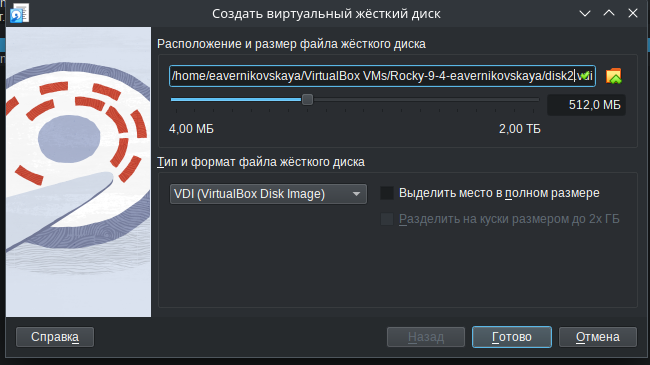 Создать виртуальный жёсткий диск
Расположение и размер файла жёсткого диска
/home/eavernikovskaya/VirtualBox VMs/Rocky-9-4-eavernikovskaya/disk2.vdi
512,0 МБ
4,00 МБ
2,00 ТБ
Тип и формат файла жёсткого диска
VDI (VirtualBox Disk Image)
Выделить место в полном размере
Разделить на куски размером до 2х ГБ
Справка
Назад
Готово
Отмена